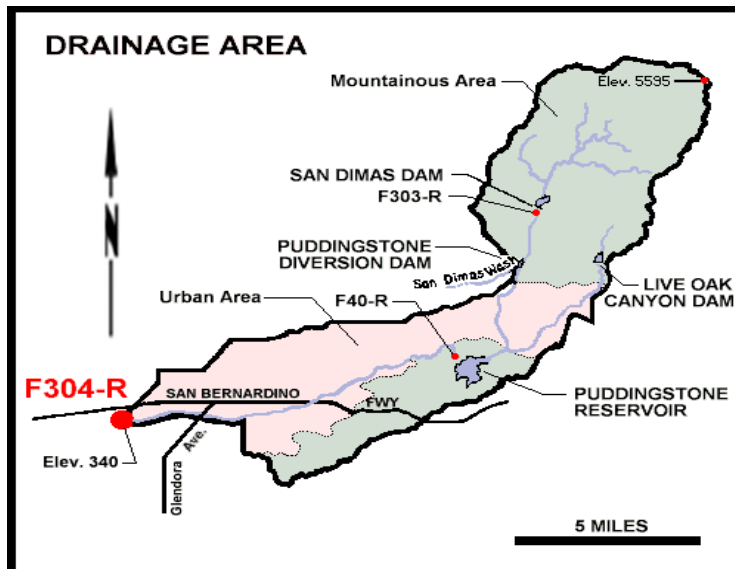 DRAINAGE AREA
Mountainous Area
Elev. 5595
N
SAN DIMAS DAM
F303-R
PUDDINGSTONE
DIVERSION DAM
San Dimas Wash
LIVE OAK
CANYON DAM
Urban Area
F40-R
F304-R
SAN BERNARDINO
FWY
PUDDINGSTONE
RESERVOIR
Elev. 340
Glendora
Ave.
5 MILES